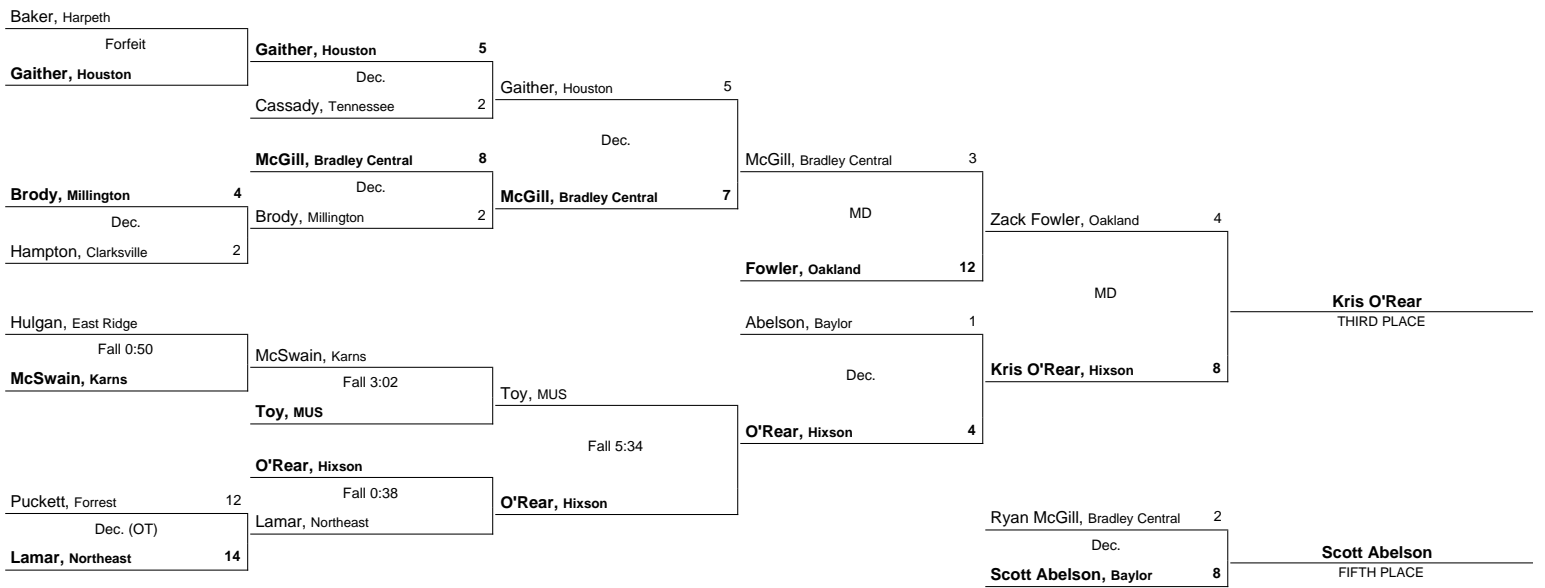 Baker, Harpeth
Forfeit
Gaither, Houston
Brody, Millington 4
Dec.
Hampton, Clarksville 2
Hulgan, East Ridge
Fall 0:50
McSwain, Karns
Puckett, Forrest 12
Dec. (OT)
Lamar, Northeast 14
Gaither, Houston 5
Dec.
Cassady, Tennessee 2
McGill, Bradley Central 8
Dec.
Brody, Millington 2
McSwain, Karns
Fall 3:02
Toy, MUS
O'Rear, Hixson
Fall 0:38
Lamar, Northeast
Gaither, Houston 5
Dec.
McGill, Bradley Central 7
Toy, MUS
Fall 5:34
O'Rear, Hixson
McGill, Bradley Central 3
MD
Fowler, Oakland 12
Abelson, Baylor 1
Dec.
O'Rear, Hixson 4
Zack Fowler, Oakland 4
MD
Kris O'Rear, Hixson 8
Kris O'Rear
THIRD PLACE
Ryan McGill, Bradley Central 2
Dec.
Scott Abelson, Baylor 8
Scott Abelson
FIFTH PLACE